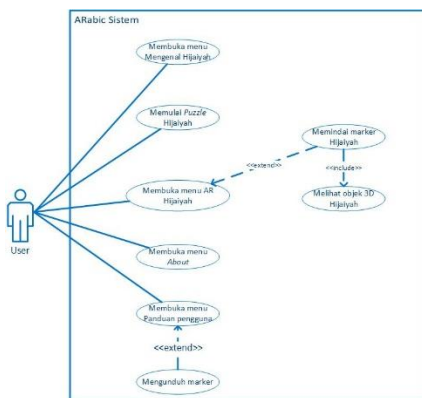 ARabic Sistem
Membuka menu
Mengenal Hijaiyah
Memulai Puzzle
Hijaiyah
Memindai marker
Hijaiyah
<<extend>>
<<include>>
Membuka menu AR
Hijaiyah
Melihat objek 3D
Hijaiyah
User
Membuka menu
About
Membuka menu
Panduan pengguna
<<extend>>
Mengunduh marker